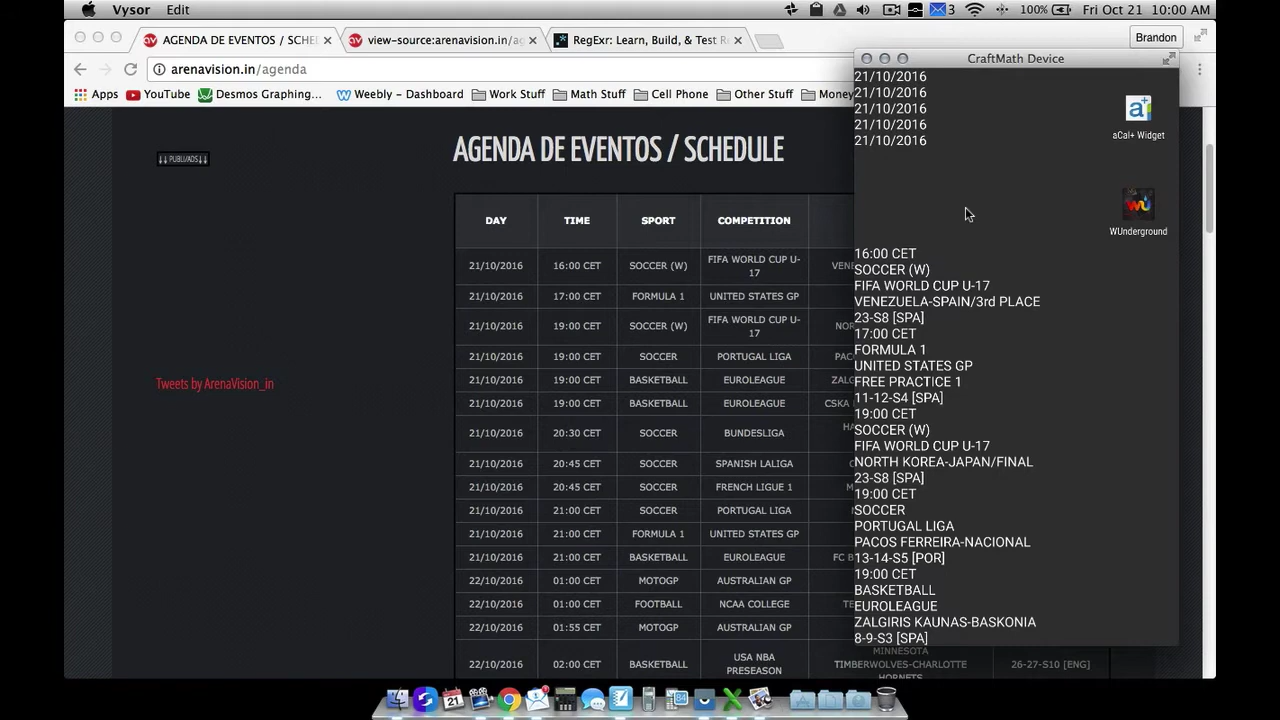 Vysor Edit
3 100% Fri Oct 21 10:00 AM
AGENDA DE EVENTOS / SCHE
view-source:arenavision.in/ag
RegExr: Learn, Build, & Test R
Brandon
arenavision.in/agenda
Apps YouTube Desmos Graphing... Weebly - Dashboard Work Stuff Math Stuff Cell Phone Other Stuff Money
↓↓ PUBLI/ADS ↓↓
AGENDA DE EVENTOS / SCHEDULE
Tweets by ArenaVision_in
DAY TIME SPORT COMPETITION
21/10/2016 16:00 CET SOCCER (W) FIFA WORLD CUP U-
17
21/10/2016 17:00 CET FORMULA 1 UNITED STATES GP
21/10/2016 19:00 CET SOCCER (W) FIFA WORLD CUP U-
17
21/10/2016 19:00 CET SOCCER PORTUGAL LIGA
21/10/2016 19:00 CET BASKETBALL EUROLEAGUE
21/10/2016 19:00 CET BASKETBALL EUROLEAGUE CSKA
21/10/2016 20:30 CET SOCCER BUNDESLIGA
21/10/2016 20:45 CET SOCCER SPANISH LALIGA
21/10/2016 20:45 CET SOCCER FRENCH LIGUE 1
21/10/2016 21:00 CET SOCCER PORTUGAL LIGA
21/10/2016 21:00 CET FORMULA 1 UNITED STATES GP
21/10/2016 21:00 CET BASKETBALL EUROLEAGUE FC B
22/10/2016 01:00 CET MOTOGP AUSTRALIAN GP
22/10/2016 01:00 CET FOOTBALL NCAA COLLEGE
22/10/2016 01:55 CET MOTOGP AUSTRALIAN GP
22/10/2016 02:00 CET BASKETBALL USA NBA
PRESEASON
MINNESOTA
TIMBERWOLVES-CHARLOTTE
HORNETS
26-27-S10 [ENG]
CraftMath Device
21/10/2016
21/10/2016
21/10/2016
21/10/2016
21/10/2016
aCal+ Widget
WUnderground
16:00 CET
SOCCER (W)
FIFA WORLD CUP U-17
VENEZUELA-SPAIN/3rd PLACE
23-S8 [SPA]
17:00 CET
FORMULA 1
UNITED STATES GP
FREE PRACTICE 1
11-12-S4 [SPA]
19:00 CET
SOCCER (W)
FIFA WORLD CUP U-17
NORTH KOREA-JAPAN/FINAL
23-S8 [SPA]
19:00 CET
SOCCER
PORTUGAL LIGA
PACOS FERREIRA-NACIONAL
13-14-S5 [POR]
19:00 CET
BASKETBALL
EUROLEAGUE
ZALGIRIS KAUNAS-BASKONIA
8-9-S3 [SPA]